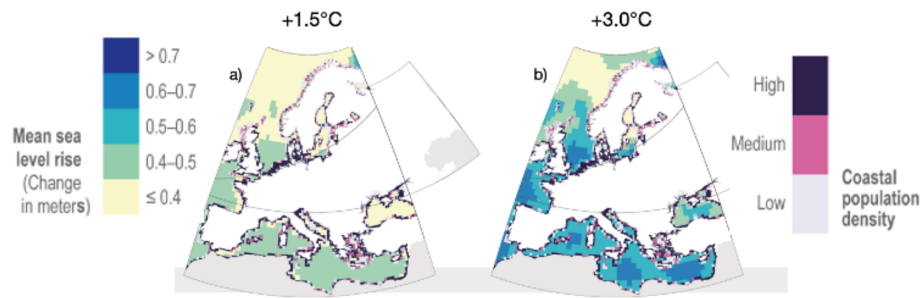 +1.5°C
+3.0°C
a)
b)
> 0.7
0.6–0.7
0.5–0.6
0.4–0.5
≤ 0.4
Mean sea
level rise
(Change
in meters)
High
Medium
Low
Coastal
population
density